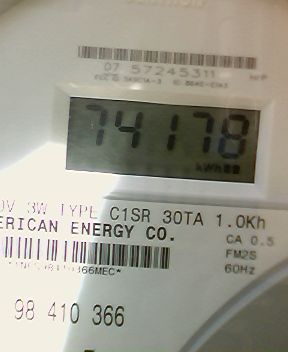 07 57245311
74178
kWh
0V 3W TYPE C1SR 30TA 1.0Kh
ERICAN ENERGY CO.
CA 0.5
FM2S
60Hz
98 410 366